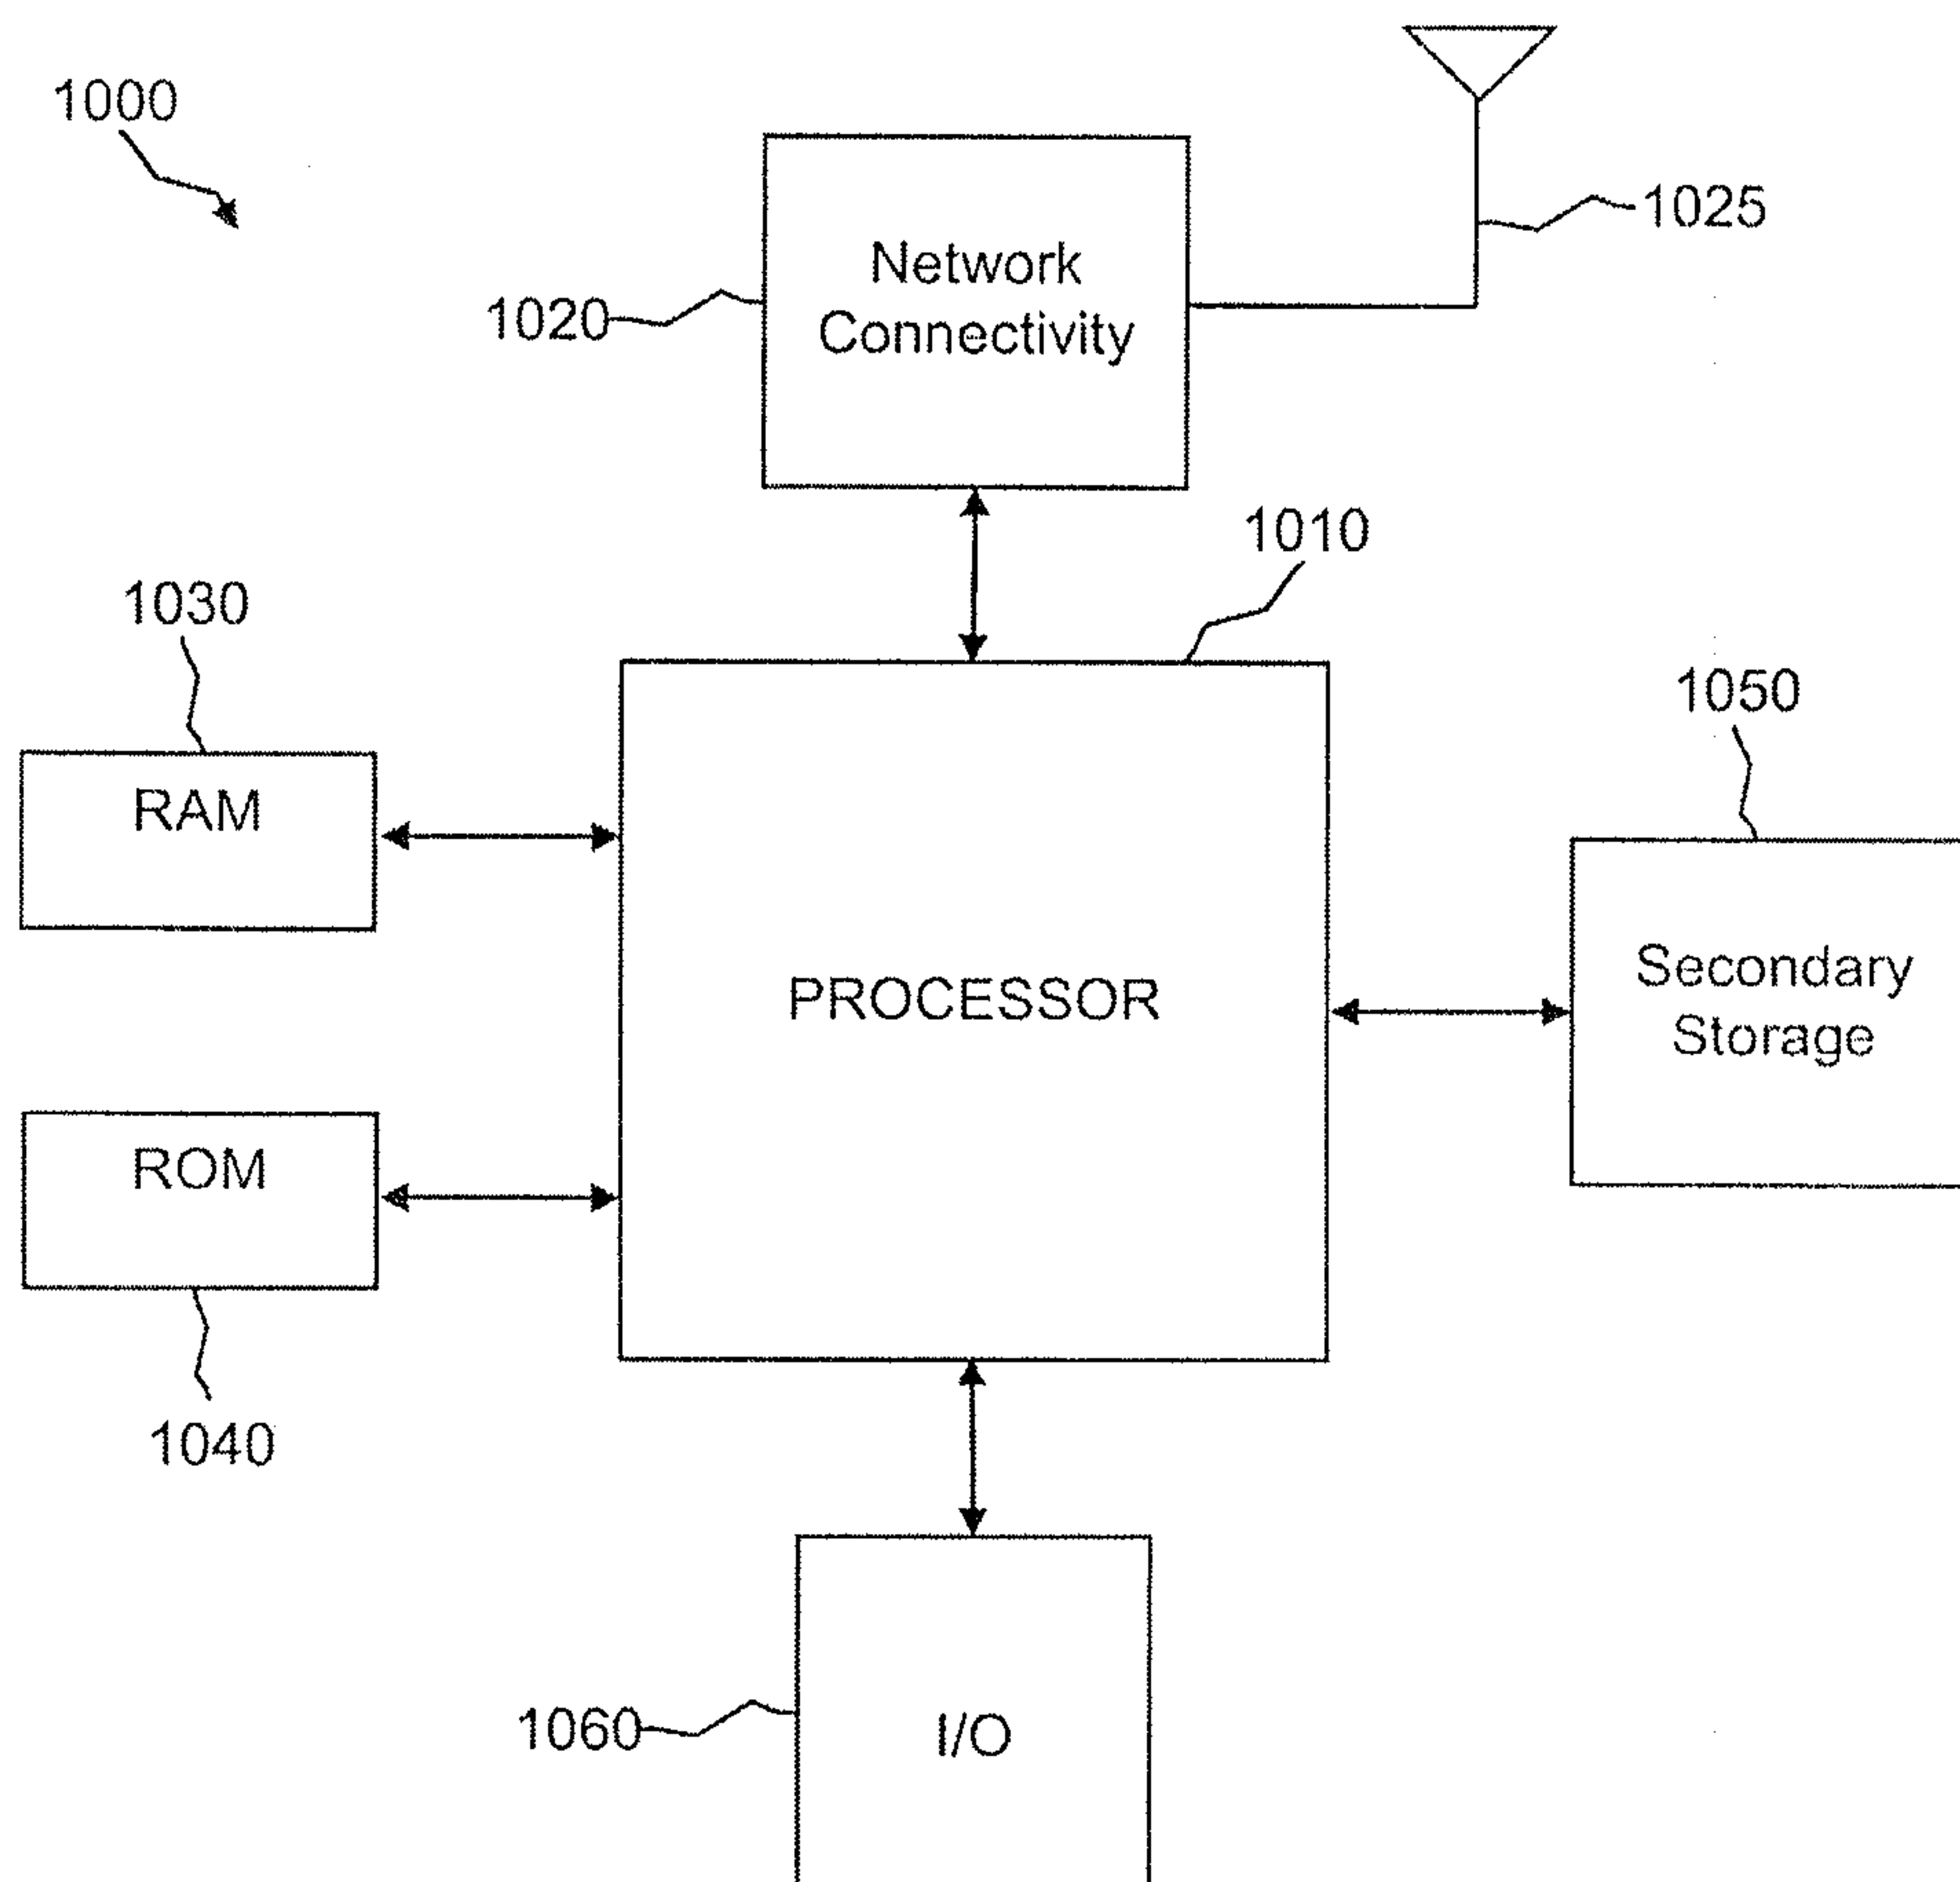 1000
1025
Network
1020
Connectivity
1010
1030
1050
RAM
Secondary
PROCESSOR
Storage
ROM
1040
1060
I/O